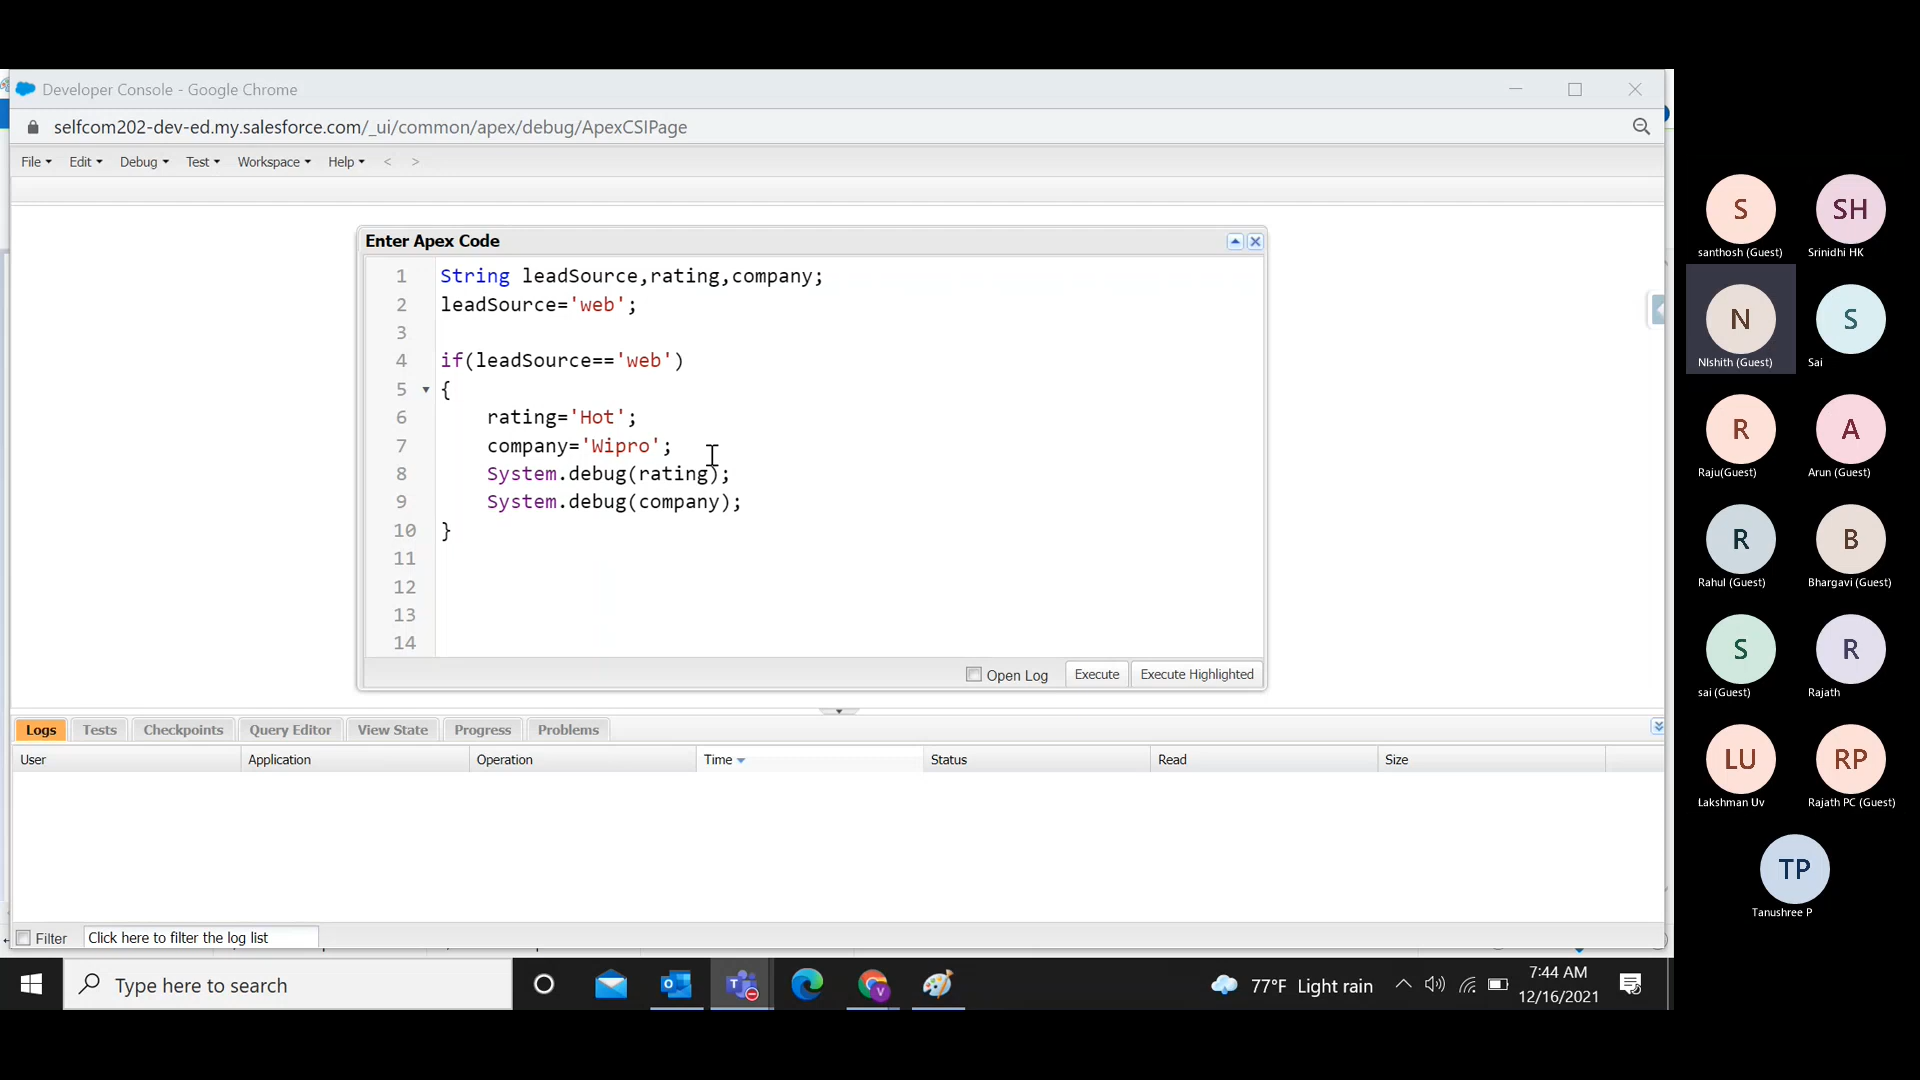 Developer Console - Google Chrome
selfcom202-dev-ed.my.salesforce.com/_ui/common/apex/debug/ApexCSIPage
File Edit Debug Test Workspace Help < >
Enter Apex Code
1 String leadSource,rating,company;
2 leadSource='web';
3
4 if(leadSource=='web')
5 {
6 rating='Hot';
7 company='Wipro';
8 System.debug(rating);
9 System.debug(company);
10 }
11
12
13
14
Open Log Execute Execute Highlighted
Logs Tests Checkpoints Query Editor View State Progress Problems
User Application Operation Time Status Read Size
Filter Click here to filter the log list
Type here to search
77°F Light rain
7:44 AM
12/16/2021
S SH
santhosh (Guest) Srinidhi HK
N S
NIshith (Guest) Sai
R A
Raju(Guest) Arun (Guest)
R B
Rahul (Guest) Bhargavi (Guest)
S R
sai (Guest) Rajath
LU RP
Lakshman Uv Rajath PC (Guest)
TP
Tanushree P